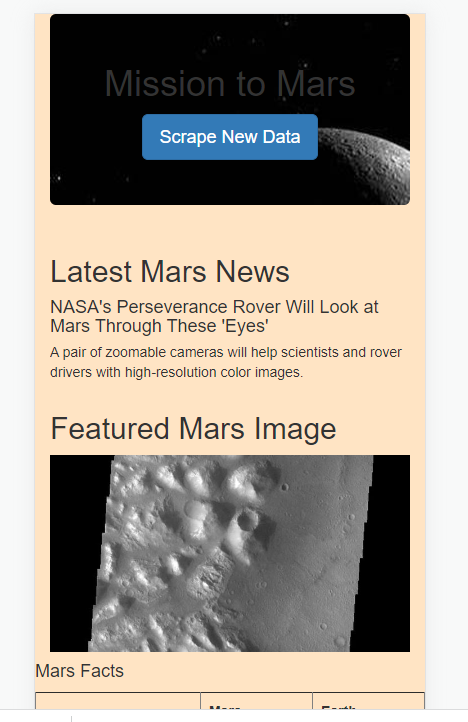 Mission to Mars
Scrape New Data
Latest Mars News
NASA's Perseverance Rover Will Look at
Mars Through These 'Eyes'
A pair of zoomable cameras will help scientists and rover
drivers with high-resolution color images.
Featured Mars Image
Mars Facts
Mars Earth